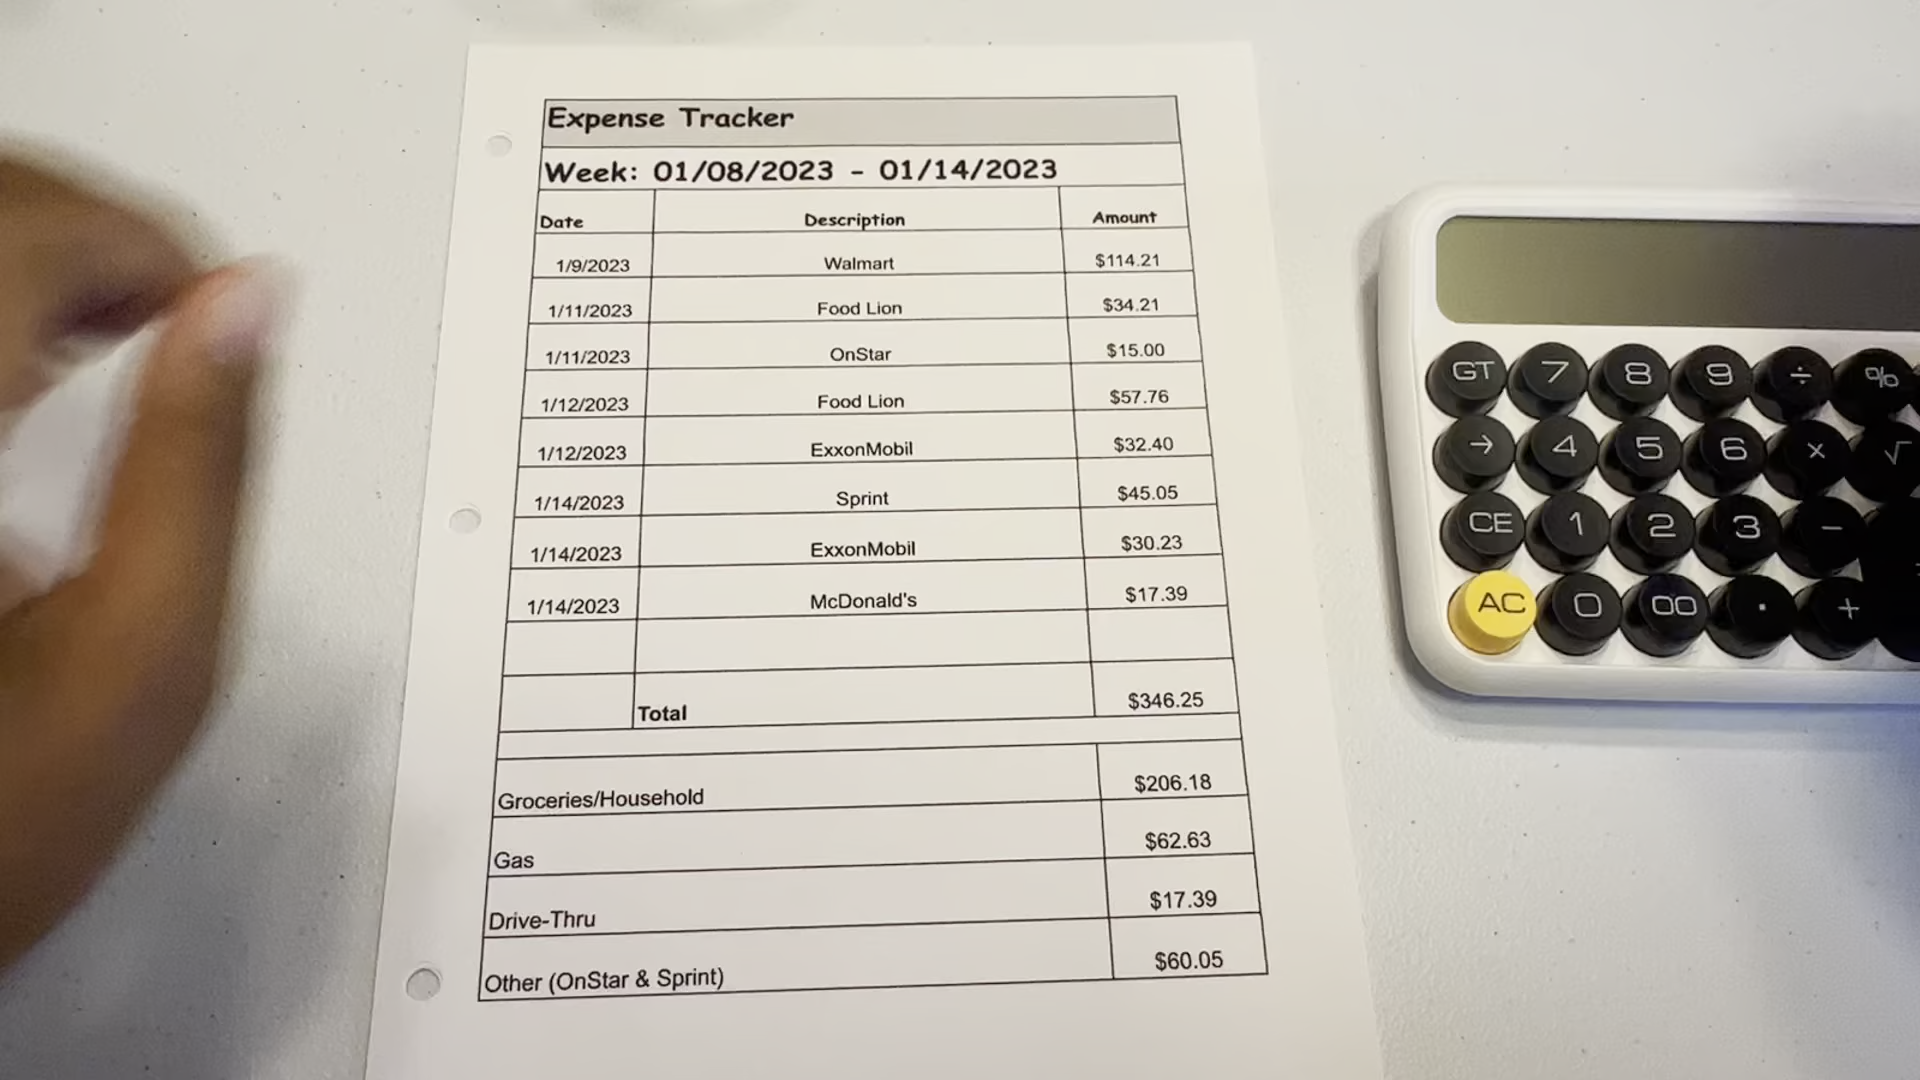 Expense Tracker
Week: 01/08/2023 - 01/14/2023
Date Description Amount
1/9/2023 Walmart $114.21
1/11/2023 Food Lion $34.21
1/11/2023 OnStar $15.00
1/12/2023 Food Lion $57.76
1/12/2023 ExxonMobil $32.40
1/14/2023 Sprint $45.05
1/14/2023 ExxonMobil $30.23
1/14/2023 McDonald's $17.39
Total $346.25
Groceries/Household $206.18
Gas $62.63
Drive-Thru $17.39
Other (OnStar & Sprint) $60.05
GT 7 8 9 ÷ %
→ 4 5 6 × √
CE 1 2 3 −
AC 0 00 . +